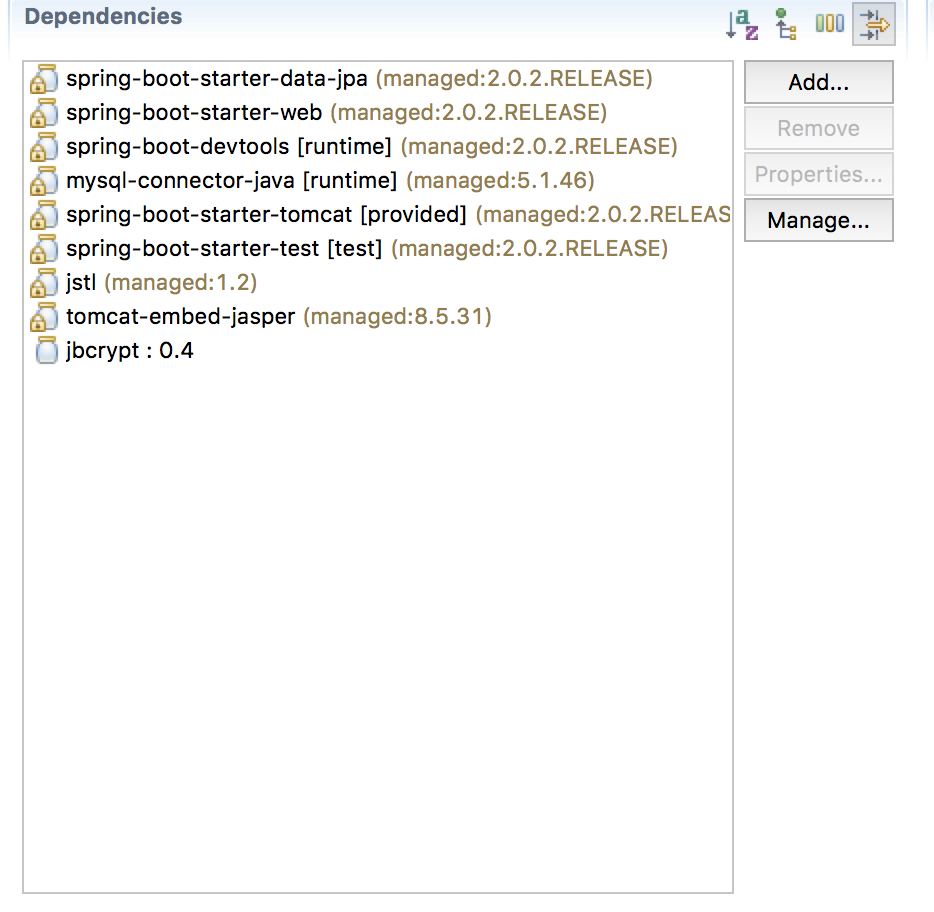 Dependencies
spring-boot-starter-data-jpa (managed:2.0.2.RELEASE)
spring-boot-starter-web (managed:2.0.2.RELEASE)
spring-boot-devtools [runtime] (managed:2.0.2.RELEASE)
mysql-connector-java [runtime] (managed:5.1.46)
spring-boot-starter-tomcat [provided] (managed:2.0.2.RELEAS
spring-boot-starter-test [test] (managed:2.0.2.RELEASE)
jstl (managed:1.2)
tomcat-embed-jasper (managed:8.5.31)
jbcrypt : 0.4
Add...
Remove
Properties...
Manage...